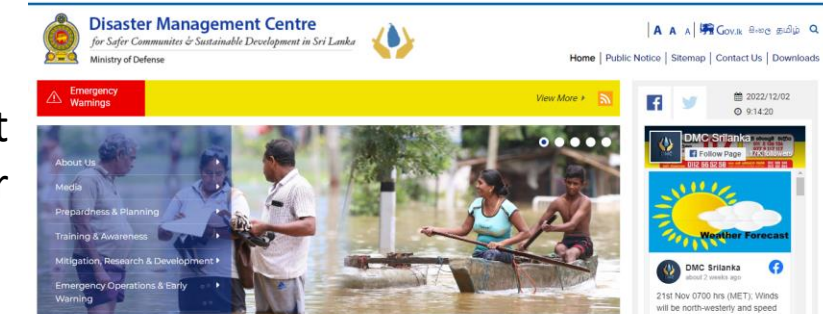 Disaster Management Centre
for Safer Communites & Sustainable Development in Sri Lanka
Ministry of Defense
A A A Gov.lk සිංහල தமிழ்
Home | Public Notice | Sitemap | Contact Us | Downloads
Emergency
Warnings
View More
2022/12/02
9:14:20
t
r
About Us
Media
Prepardness & Planning
Training & Awareness
Mitigation, Research & Development
Emergency Operations & Early
Warning
DMC Srilanka
Follow Page
Weather Forecast
DMC Srilanka
about 2 weeks ago
21st Nov 0700 hrs (MET); Winds
will be north-westerly and speed